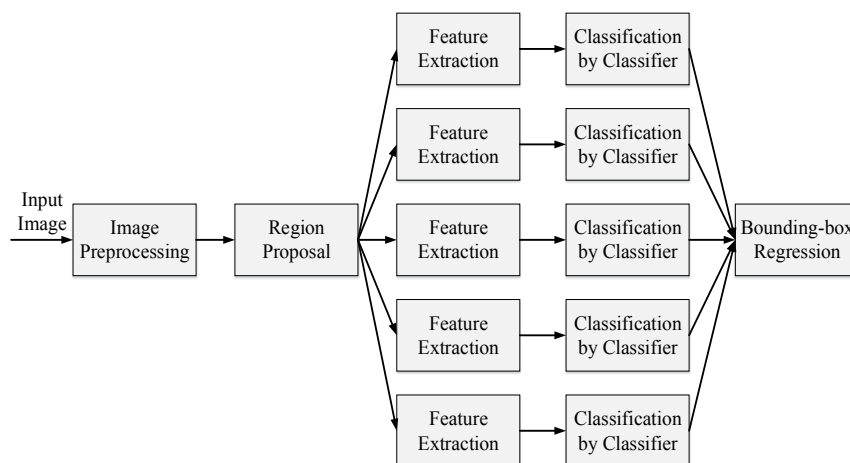 Input
Image
Image
Preprocessing
Region
Proposal
Feature
Extraction
Classification
by Classifier
Feature
Extraction
Classification
by Classifier
Feature
Extraction
Classification
by Classifier
Feature
Extraction
Classification
by Classifier
Feature
Extraction
Classification
by Classifier
Bounding-box
Regression